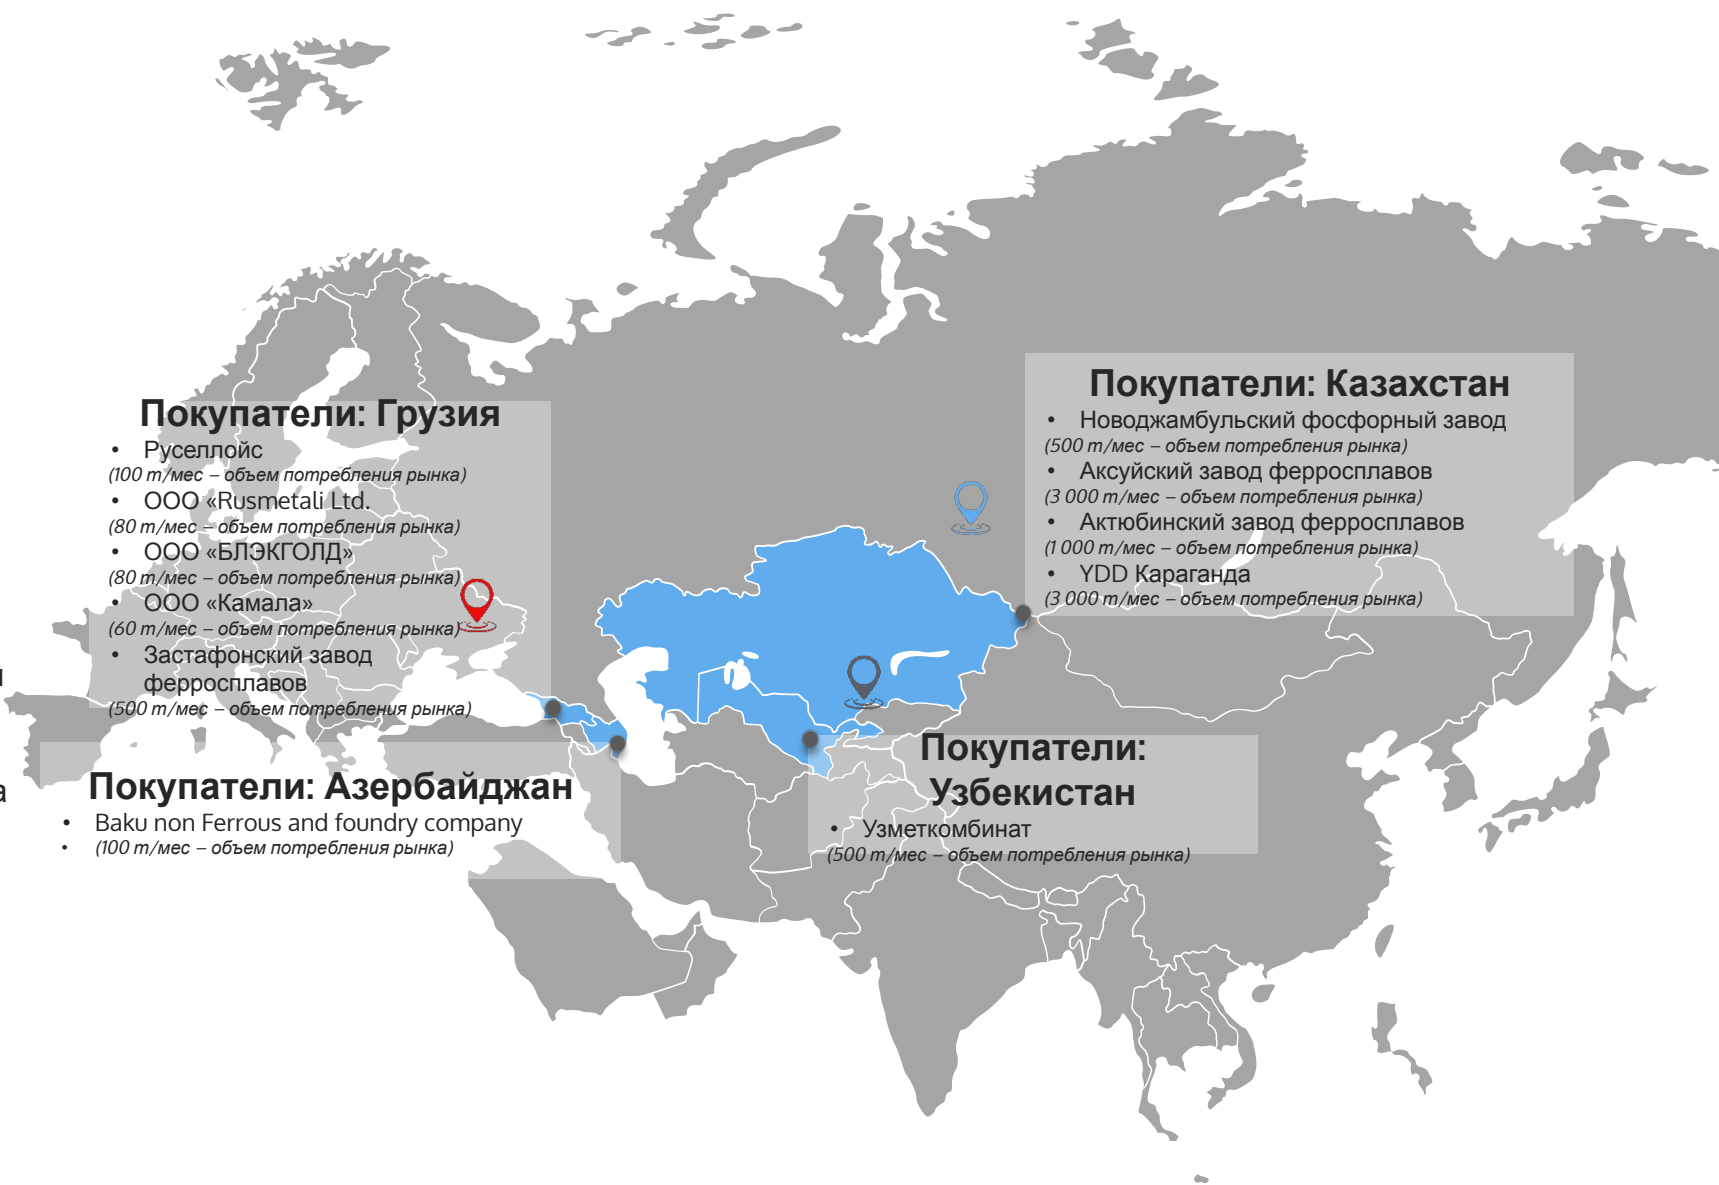 Покупатели: Грузия
• Руселлойс
(100 т/мес – объем потребления рынка)
• ООО «Rusmetali Ltd.
(80 т/мес – объем потребления рынка)
• ООО «БЛЭКГОЛД»
(80 т/мес – объем потребления рынка)
• ООО «Камала»
(60 т/мес – объем потребления рынка)
• Застафонский завод
ферросплавов
(500 т/мес – объем потребления рынка)
Покупатели: Азербайджан
• Baku non Ferrous and foundry company
• (100 т/мес – объем потребления рынка)
Покупатели: Казахстан
• Новоджамбульский фосфорный завод
(500 т/мес – объем потребления рынка)
• Аксуйский завод ферросплавов
(3 000 т/мес – объем потребления рынка)
• Актюбинский завод ферросплавов
(1 000 т/мес – объем потребления рынка)
• YDD Караганда
(3 000 т/мес – объем потребления рынка)
Покупатели:
Узбекистан
• Узметкомбинат
(500 т/мес – объем потребления рынка)